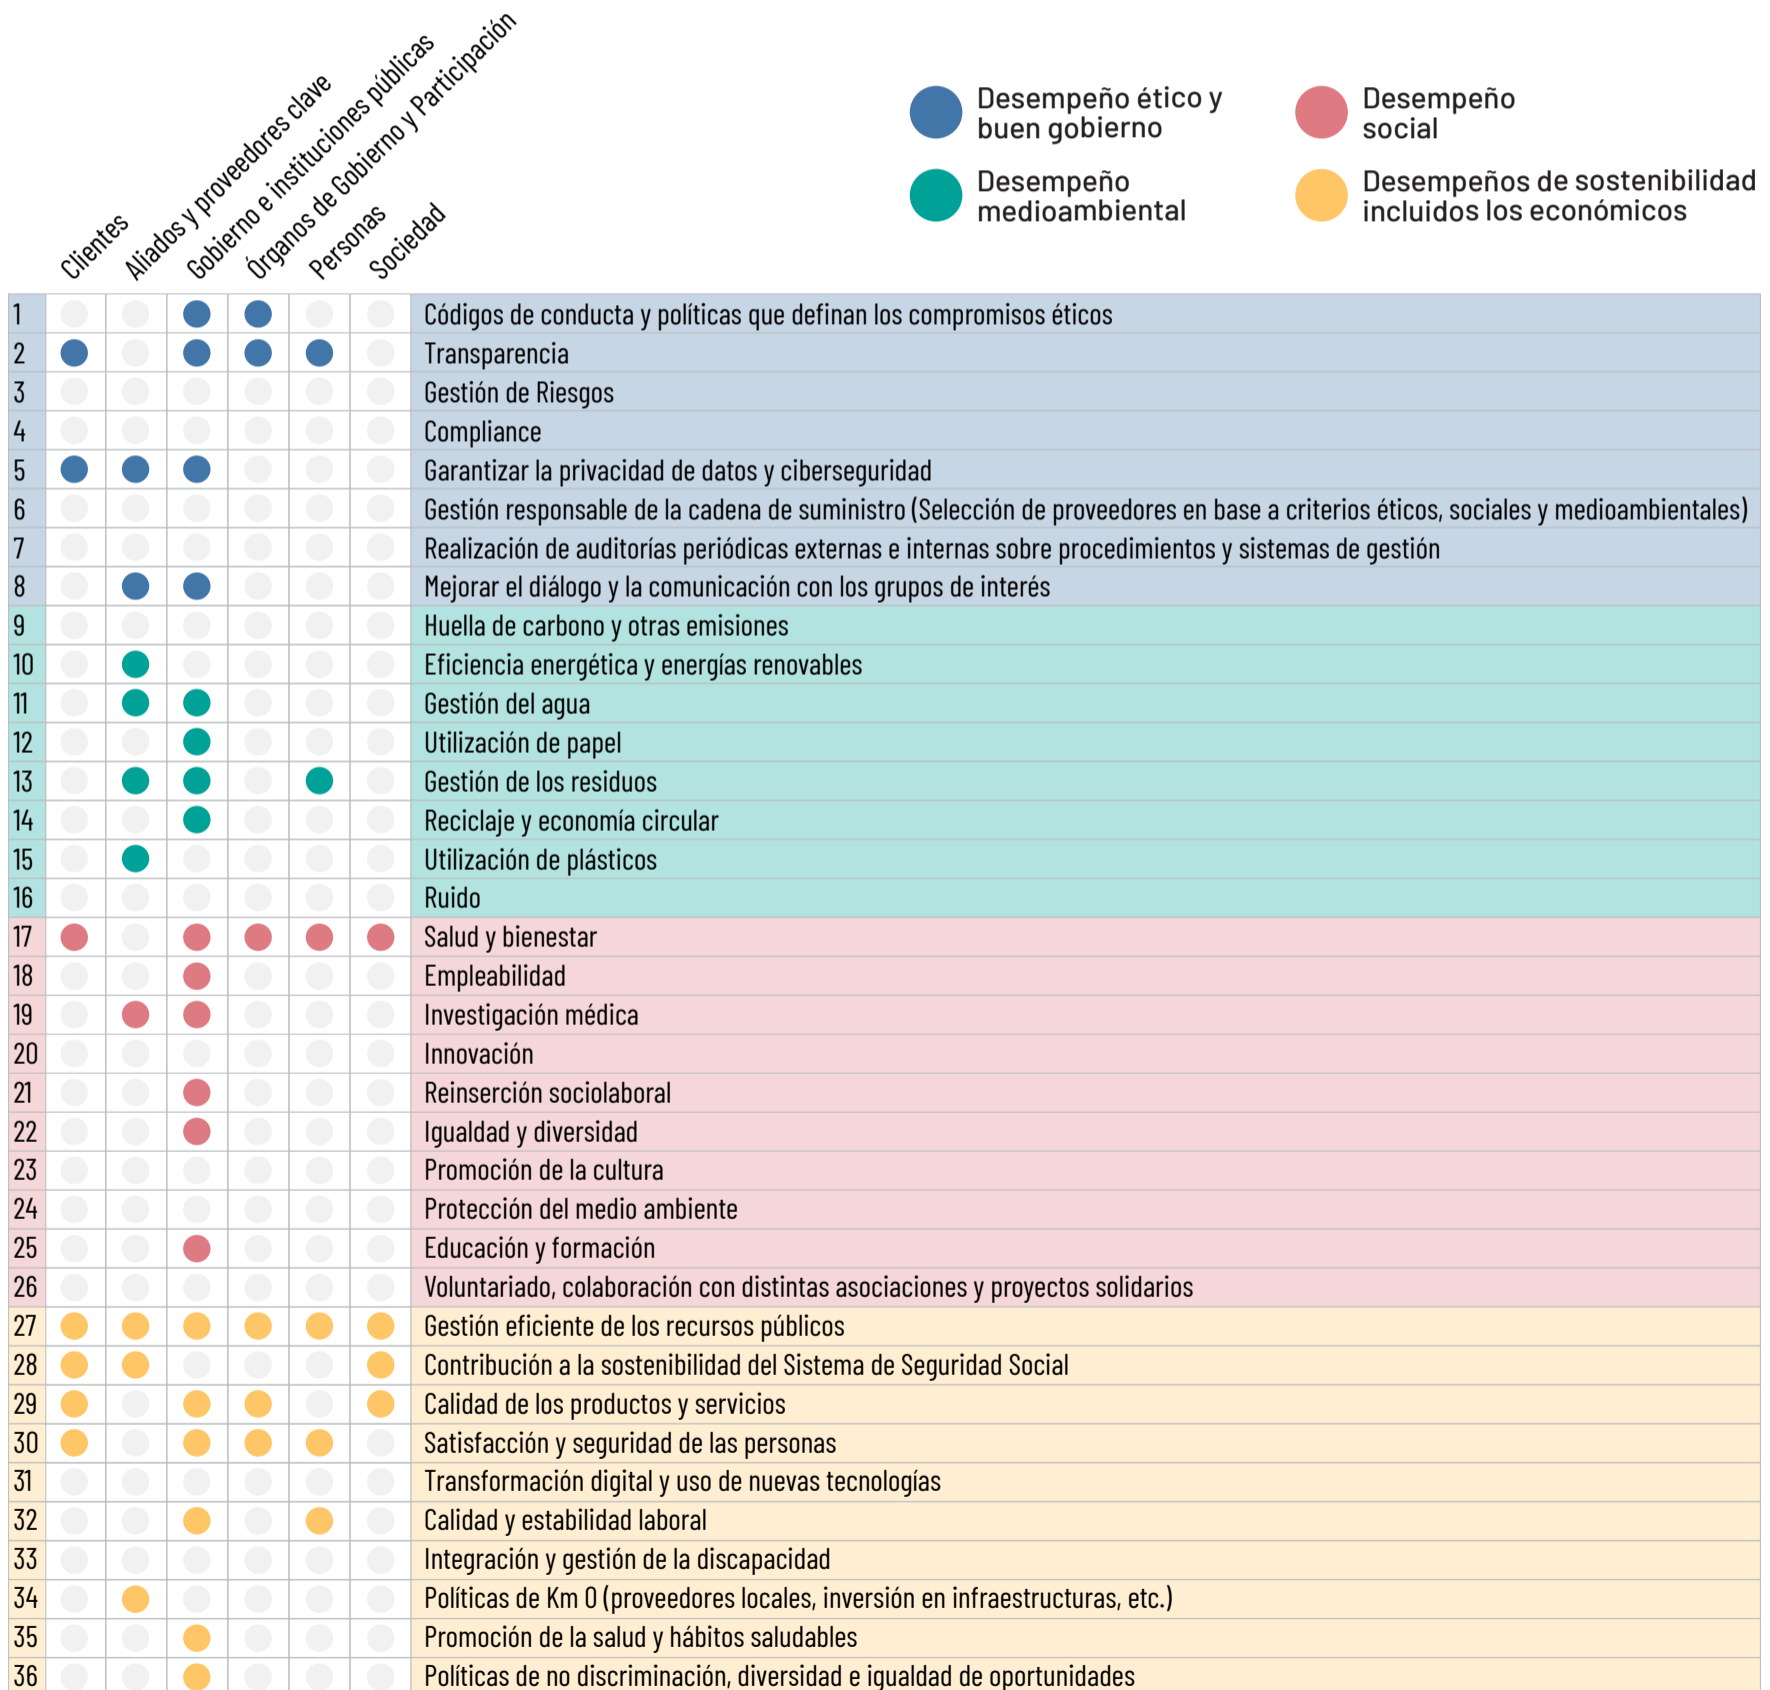 Clientes
Aliados y proveedores clave
Gobierno e instituciones públicas
Órganos de Gobierno y Participación
Personas
Sociedad
Desempeño ético y
buen gobierno
Desempeño
social
Desempeño
medioambiental
Desempeños de sostenibilidad
incluidos los económicos
1 Códigos de conducta y políticas que definan los compromisos éticos
2 Transparencia
3 Gestión de Riesgos
4 Compliance
5 Garantizar la privacidad de datos y ciberseguridad
6 Gestión responsable de la cadena de suministro (Selección de proveedores en base a criterios éticos, sociales y medioambientales)
7 Realización de auditorías periódicas externas e internas sobre procedimientos y sistemas de gestión
8 Mejorar el diálogo y la comunicación con los grupos de interés
9 Huella de carbono y otras emisiones
10 Eficiencia energética y energías renovables
11 Gestión del agua
12 Utilización de papel
13 Gestión de los residuos
14 Reciclaje y economía circular
15 Utilización de plásticos
16 Ruido
17 Salud y bienestar
18 Empleabilidad
19 Investigación médica
20 Innovación
21 Reinserción sociolaboral
22 Igualdad y diversidad
23 Promoción de la cultura
24 Protección del medio ambiente
25 Educación y formación
26 Voluntariado, colaboración con distintas asociaciones y proyectos solidarios
27 Gestión eficiente de los recursos públicos
28 Contribución a la sostenibilidad del Sistema de Seguridad Social
29 Calidad de los productos y servicios
30 Satisfacción y seguridad de las personas
31 Transformación digital y uso de nuevas tecnologías
32 Calidad y estabilidad laboral
33 Integración y gestión de la discapacidad
34 Políticas de Km 0 (proveedores locales, inversión en infraestructuras, etc.)
35 Promoción de la salud y hábitos saludables
36 Políticas de no discriminación, diversidad e igualdad de oportunidades